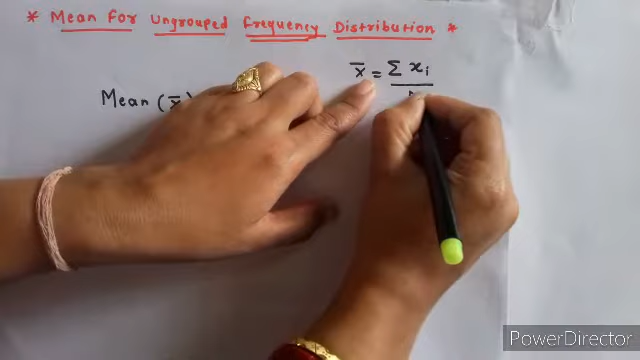 * Mean For Ungrouped Frequency Distribution *
x̄ = Σ xi
Mean (x̄)
PowerDirector